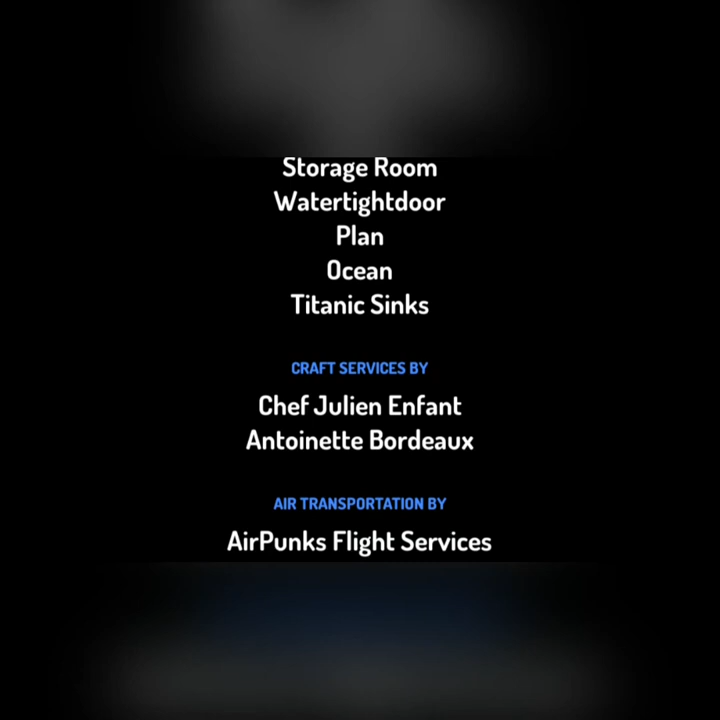 Storage Room
Watertightdoor
Plan
Ocean
Titanic Sinks
CRAFT SERVICES BY
Chef Julien Enfant
Antoinette Bordeaux
AIR TRANSPORTATION BY
AirPunks Flight Services